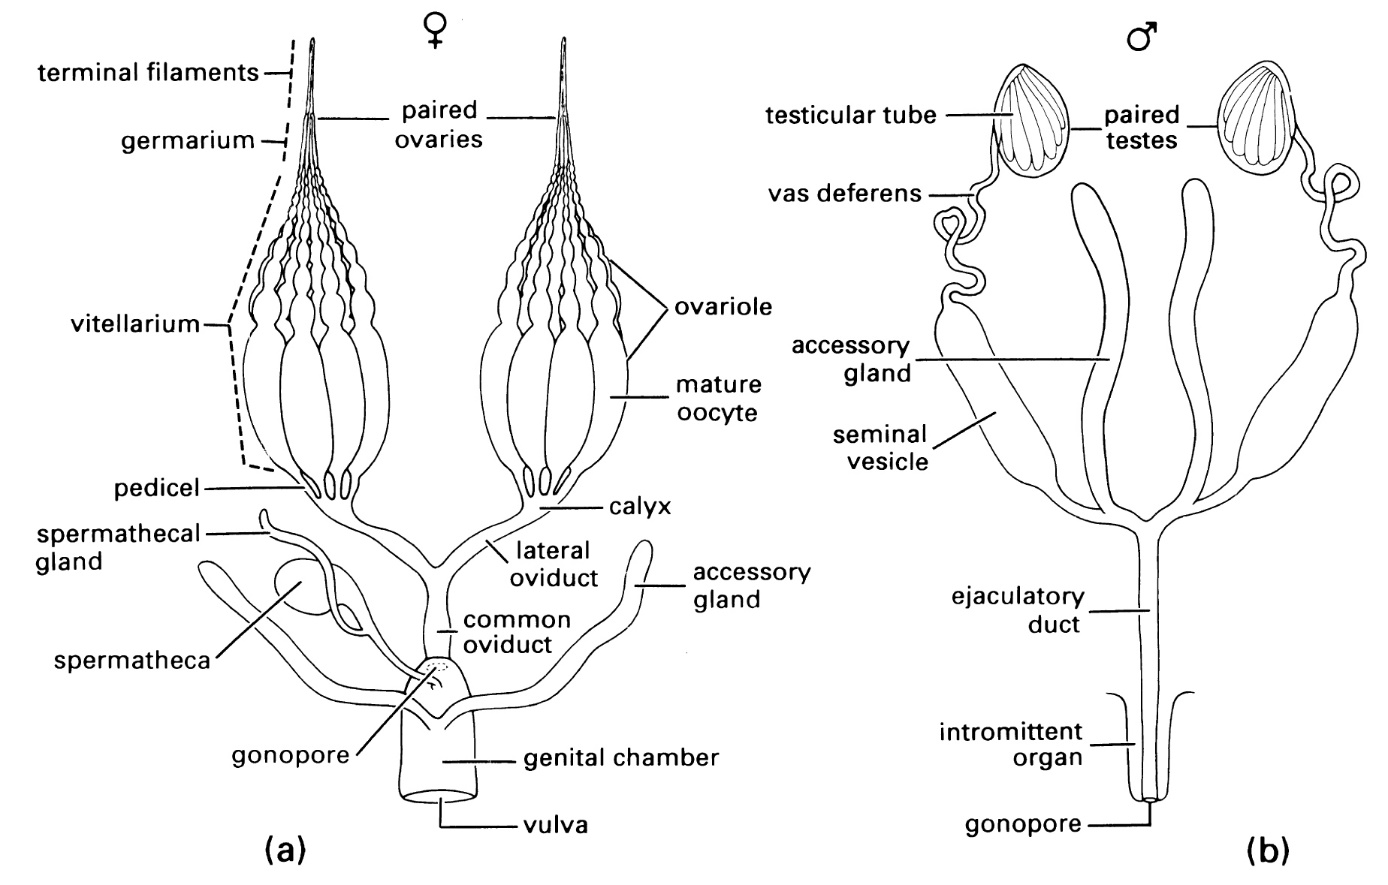 ♀
terminal filaments
germarium
paired
ovaries
vitellarium
ovariole
mature
oocyte
pedicel
calyx
spermathecal
gland
lateral
oviduct
accessory
gland
common
oviduct
spermatheca
gonopore
genital chamber
vulva
(a)
♂
testicular tube
paired
testes
vas deferens
accessory
gland
seminal
vesicle
ejaculatory
duct
intromittent
organ
gonopore
(b)